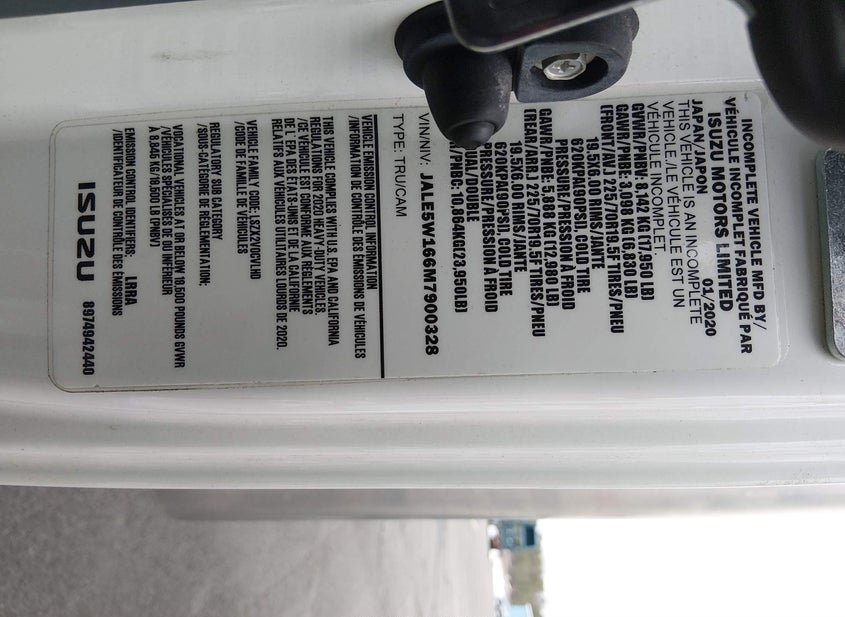 INCOMPLETE VEHICLE MFD BY/
VÉHICULE INCOMPLET FABRIQUÉ PAR
ISUZU MOTORS LIMITED
JAPAN/JAPON 01/2020
THIS VEHICLE IS AN INCOMPLETE
VEHICLE./LE VÉHICULE EST UN
VÉHICULE INCOMPLET
GVWR/PNBV: 8,142 KG (17,950 LB)
GAWR/PNBE: 3,098 KG (6,830 LB)
(FRONT/AV.) 225/70R19.5F TIRES/PNEU
19.5X6.00 RIMS/JANTE
620KPA(90PSI), COLD TIRE
PRESSURE/PRESSION À FROID
GAWR/PNBE: 5,888 KG (12,980 LB)
(REAR/ARR.) 225/70R19.5F TIRES/PNEU
19.5X6.00 RIMS/JANTE
620KPA(90PSI), COLD TIRE
PRESSURE/PRESSION À FROID
DUAL/DOUBLE
/PNBC: 10,864KG(23,950LB)
VIN/NIV: JALE5W166M7900328
TYPE: TRU/CAM
VEHICLE EMISSION CONTROL INFORMATION
/INFORMATION DE CONTRÔLE DES ÉMISSIONS DE VÉHICULES
THIS VEHICLE COMPLIES WITH U.S. EPA AND CALIFORNIA
REGULATIONS FOR 2020 HEAVY-DUTY VEHICLES.
/CE VÉHICULE EST CONFORME AUX RÈGLEMENTS
DE L'EPA DES ÉTATS-UNIS ET DE LA CALIFORNIE
RELATIFS AUX VÉHICULES UTILITAIRES LOURDS DE 2020.
VEHICLE FAMILY CODE: LSZX2VOCVLHD
/CODE DE FAMILLE DE VÉHICULES
REGULATORY SUB CATEGORY
/SOUS-CATÉGORIE DE RÉGLEMENTATION:
VOCATIONAL VEHICLES AT OR BELOW 19,500 POUNDS GVWR
/VÉHICULES SPÉCIALISÉS DE OU INFÉRIEUR
À 8,845 KG (19,500 LB PNBV)
EMISSION CONTROL IDENTIFIERS: LRRA
/IDENTIFICATEUR DE CONTRÔLE DES ÉMISSIONS
ISUZU 8974942440